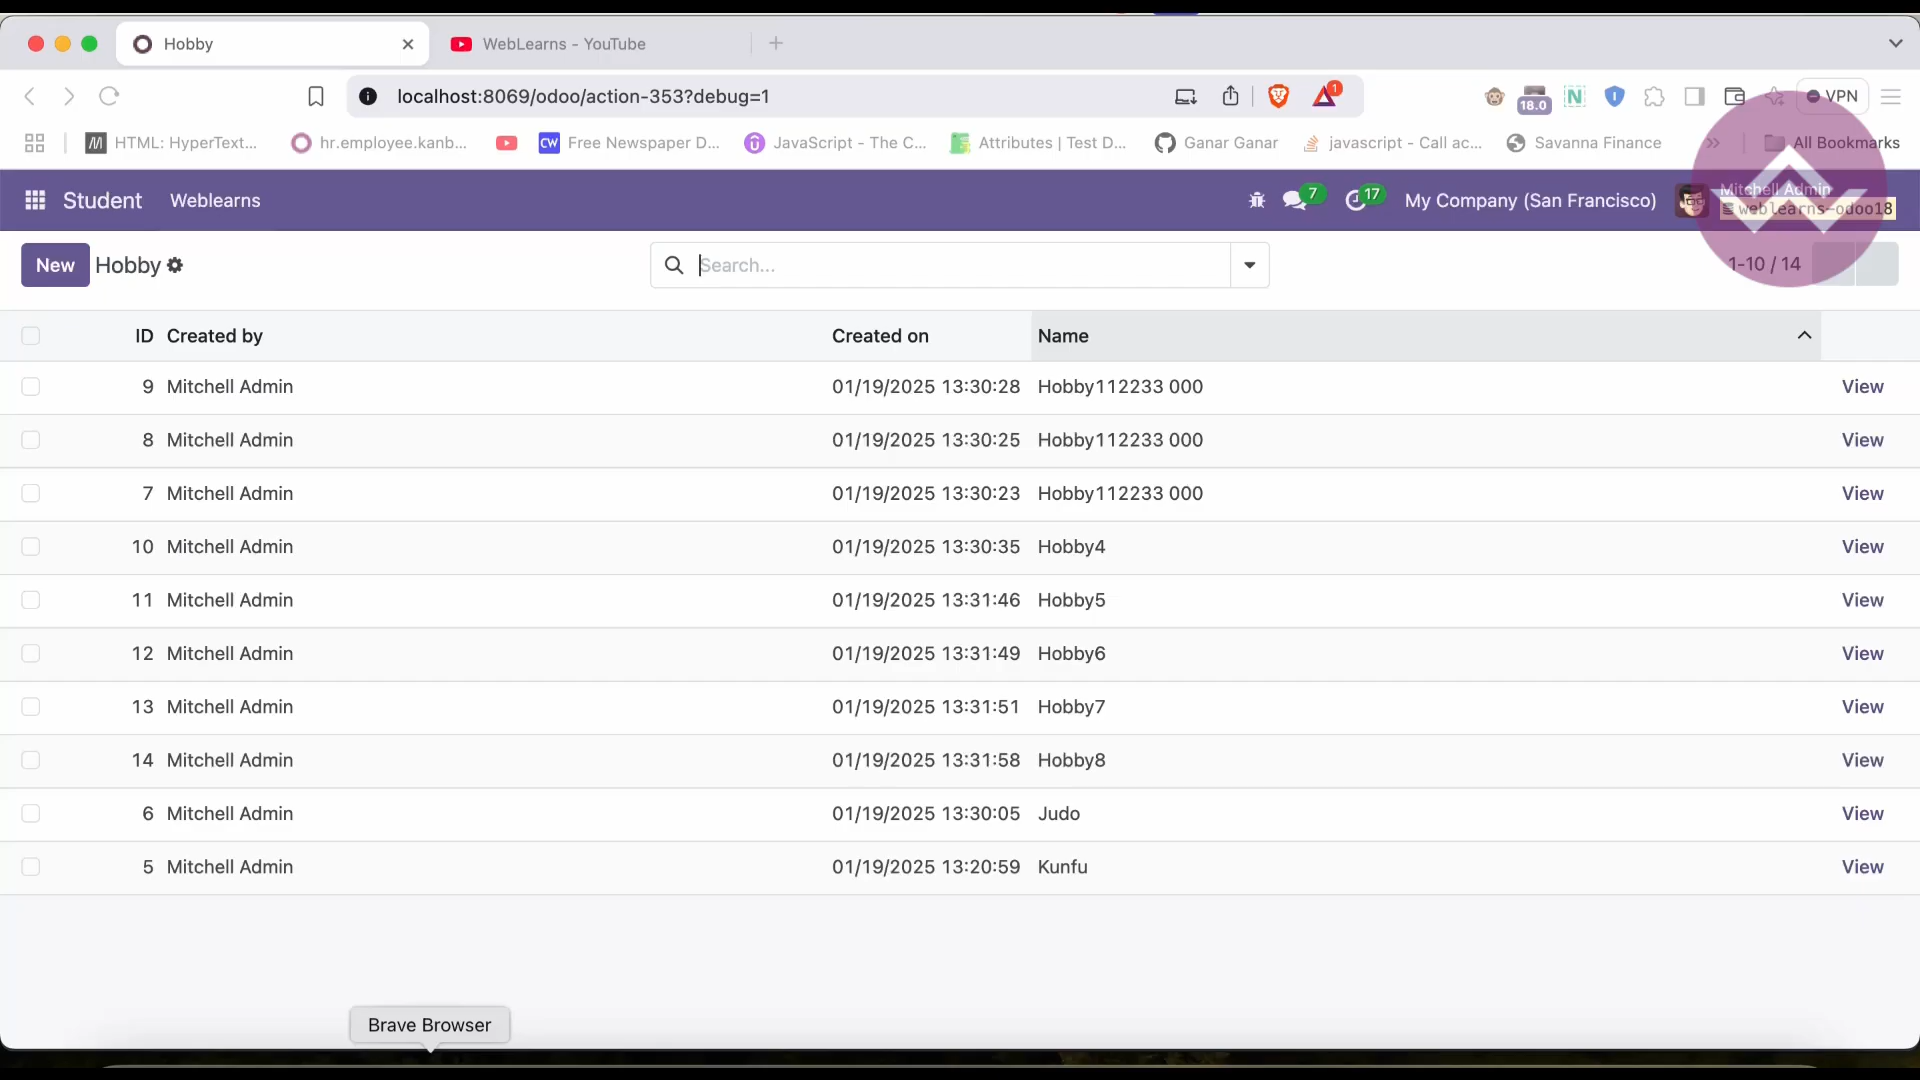 Hobby
WebLearns - YouTube
localhost:8069/odoo/action-353?debug=1
1
18.0
N
VPN
HTML: HyperText...
hr.employee.kanb...
CW
Free Newspaper D...
JavaScript - The C...
Attributes | Test D...
Ganar Ganar
javascript - Call ac...
Savanna Finance
All Bookmarks
Student
Weblearns
7
17
My Company (San Francisco)
Mitchell Admin
weblearns-odoo18
New
Hobby
Search...
1-10 / 14
ID Created by Created on Name
9 Mitchell Admin 01/19/2025 13:30:28 Hobby112233 000 View
8 Mitchell Admin 01/19/2025 13:30:25 Hobby112233 000 View
7 Mitchell Admin 01/19/2025 13:30:23 Hobby112233 000 View
10 Mitchell Admin 01/19/2025 13:30:35 Hobby4 View
11 Mitchell Admin 01/19/2025 13:31:46 Hobby5 View
12 Mitchell Admin 01/19/2025 13:31:49 Hobby6 View
13 Mitchell Admin 01/19/2025 13:31:51 Hobby7 View
14 Mitchell Admin 01/19/2025 13:31:58 Hobby8 View
6 Mitchell Admin 01/19/2025 13:30:05 Judo View
5 Mitchell Admin 01/19/2025 13:20:59 Kunfu View
Brave Browser